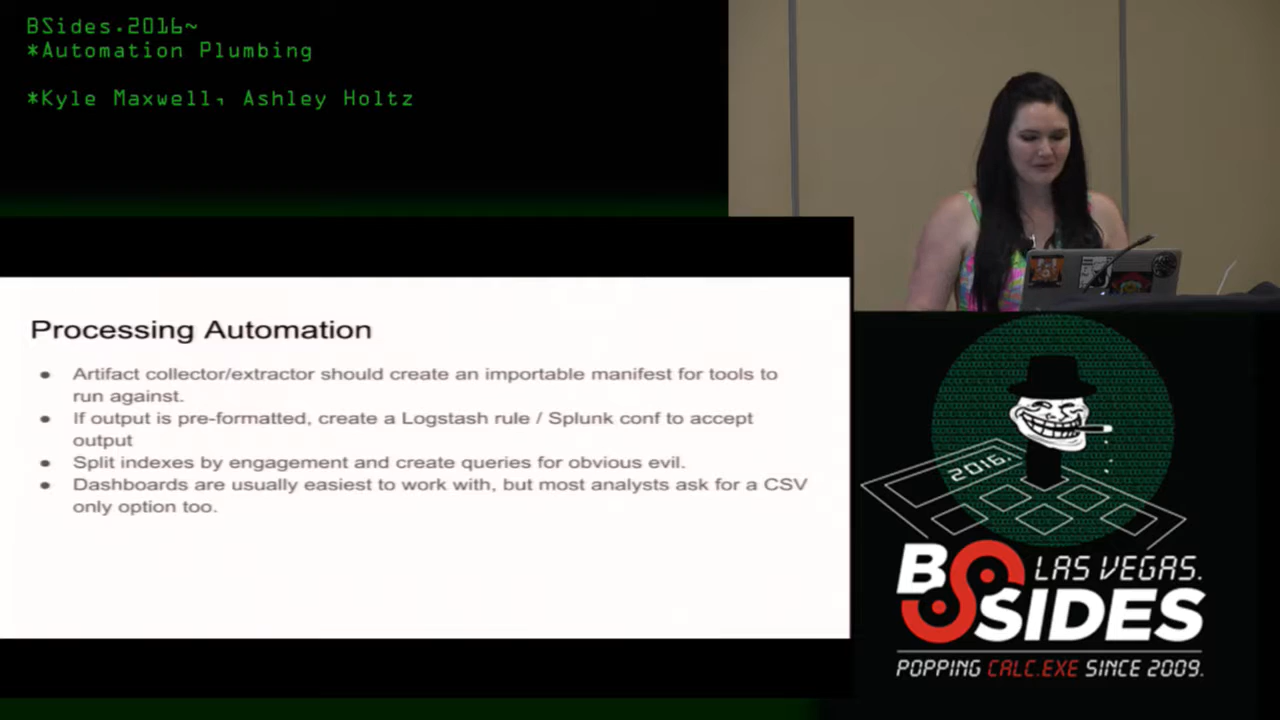 BSides.2016~
*Automation Plumbing
*Kyle Maxwell, Ashley Holtz
Processing Automation
● Artifact collector/extractor should create an importable manifest for tools to
run against.
● If output is pre-formatted, create a Logstash rule / Splunk conf to accept
output
● Split indexes by engagement and create queries for obvious evil.
● Dashboards are usually easiest to work with, but most analysts ask for a CSV
only option too.
2016.
BSIDES
LAS VEGAS.
POPPING CALC.EXE SINCE 2009.